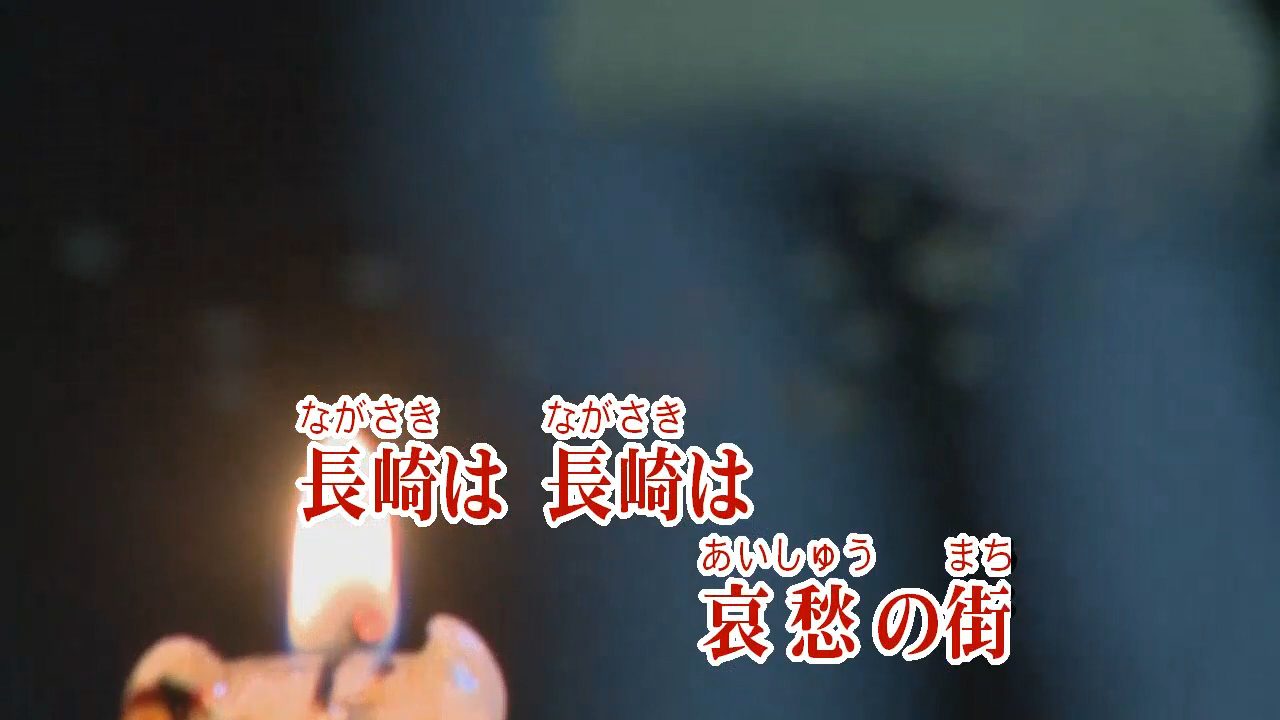 ながさき ながさき
長崎は 長崎は
あいしゅう まち
哀愁の街